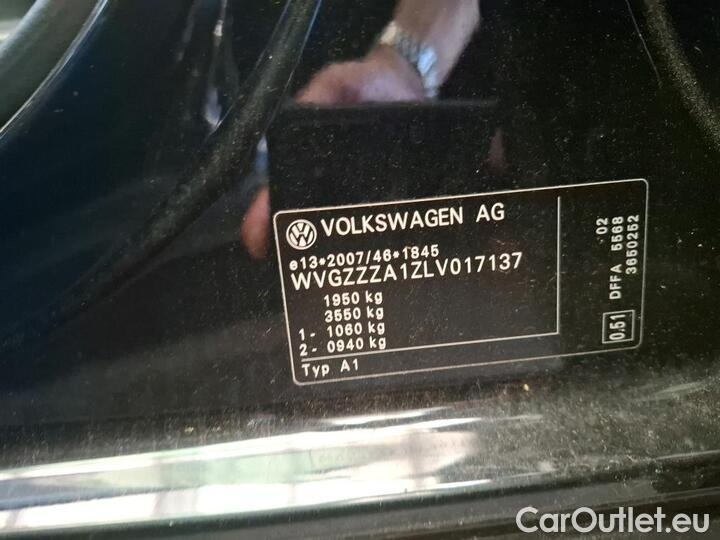 VOLKSWAGEN AG
e13*2007/46*1845
WVGZZZA1ZLV017137
1950 kg
3550 kg
1- 1060 kg
2- 0940 kg
Typ A1
02
DFFA 5568
0.51 3650252
CarOutlet.eu